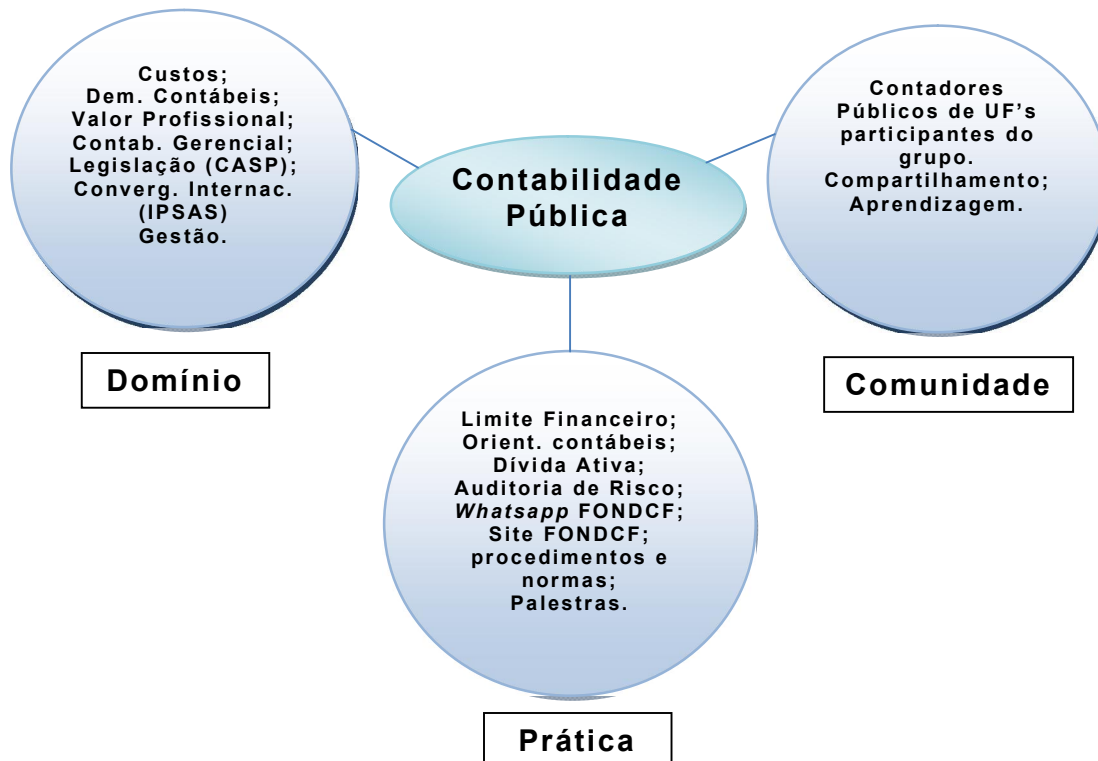 Custos;
Dem. Contábeis;
Valor Profissional;
Contab. Gerencial;
Legislação (CASP);
Converg. Internac.
(IPSAS)
Gestão.
Domínio
Contabilidade
Pública
Contadores
Públicos de UF’s
participantes do
grupo.
Compartilhamento;
Aprendizagem.
Comunidade
Limite Financeiro;
Orient. contábeis;
Dívida Ativa;
Auditoria de Risco;
Whatsapp FONDCF;
Site FONDCF;
procedimentos e
normas;
Palestras.
Prática